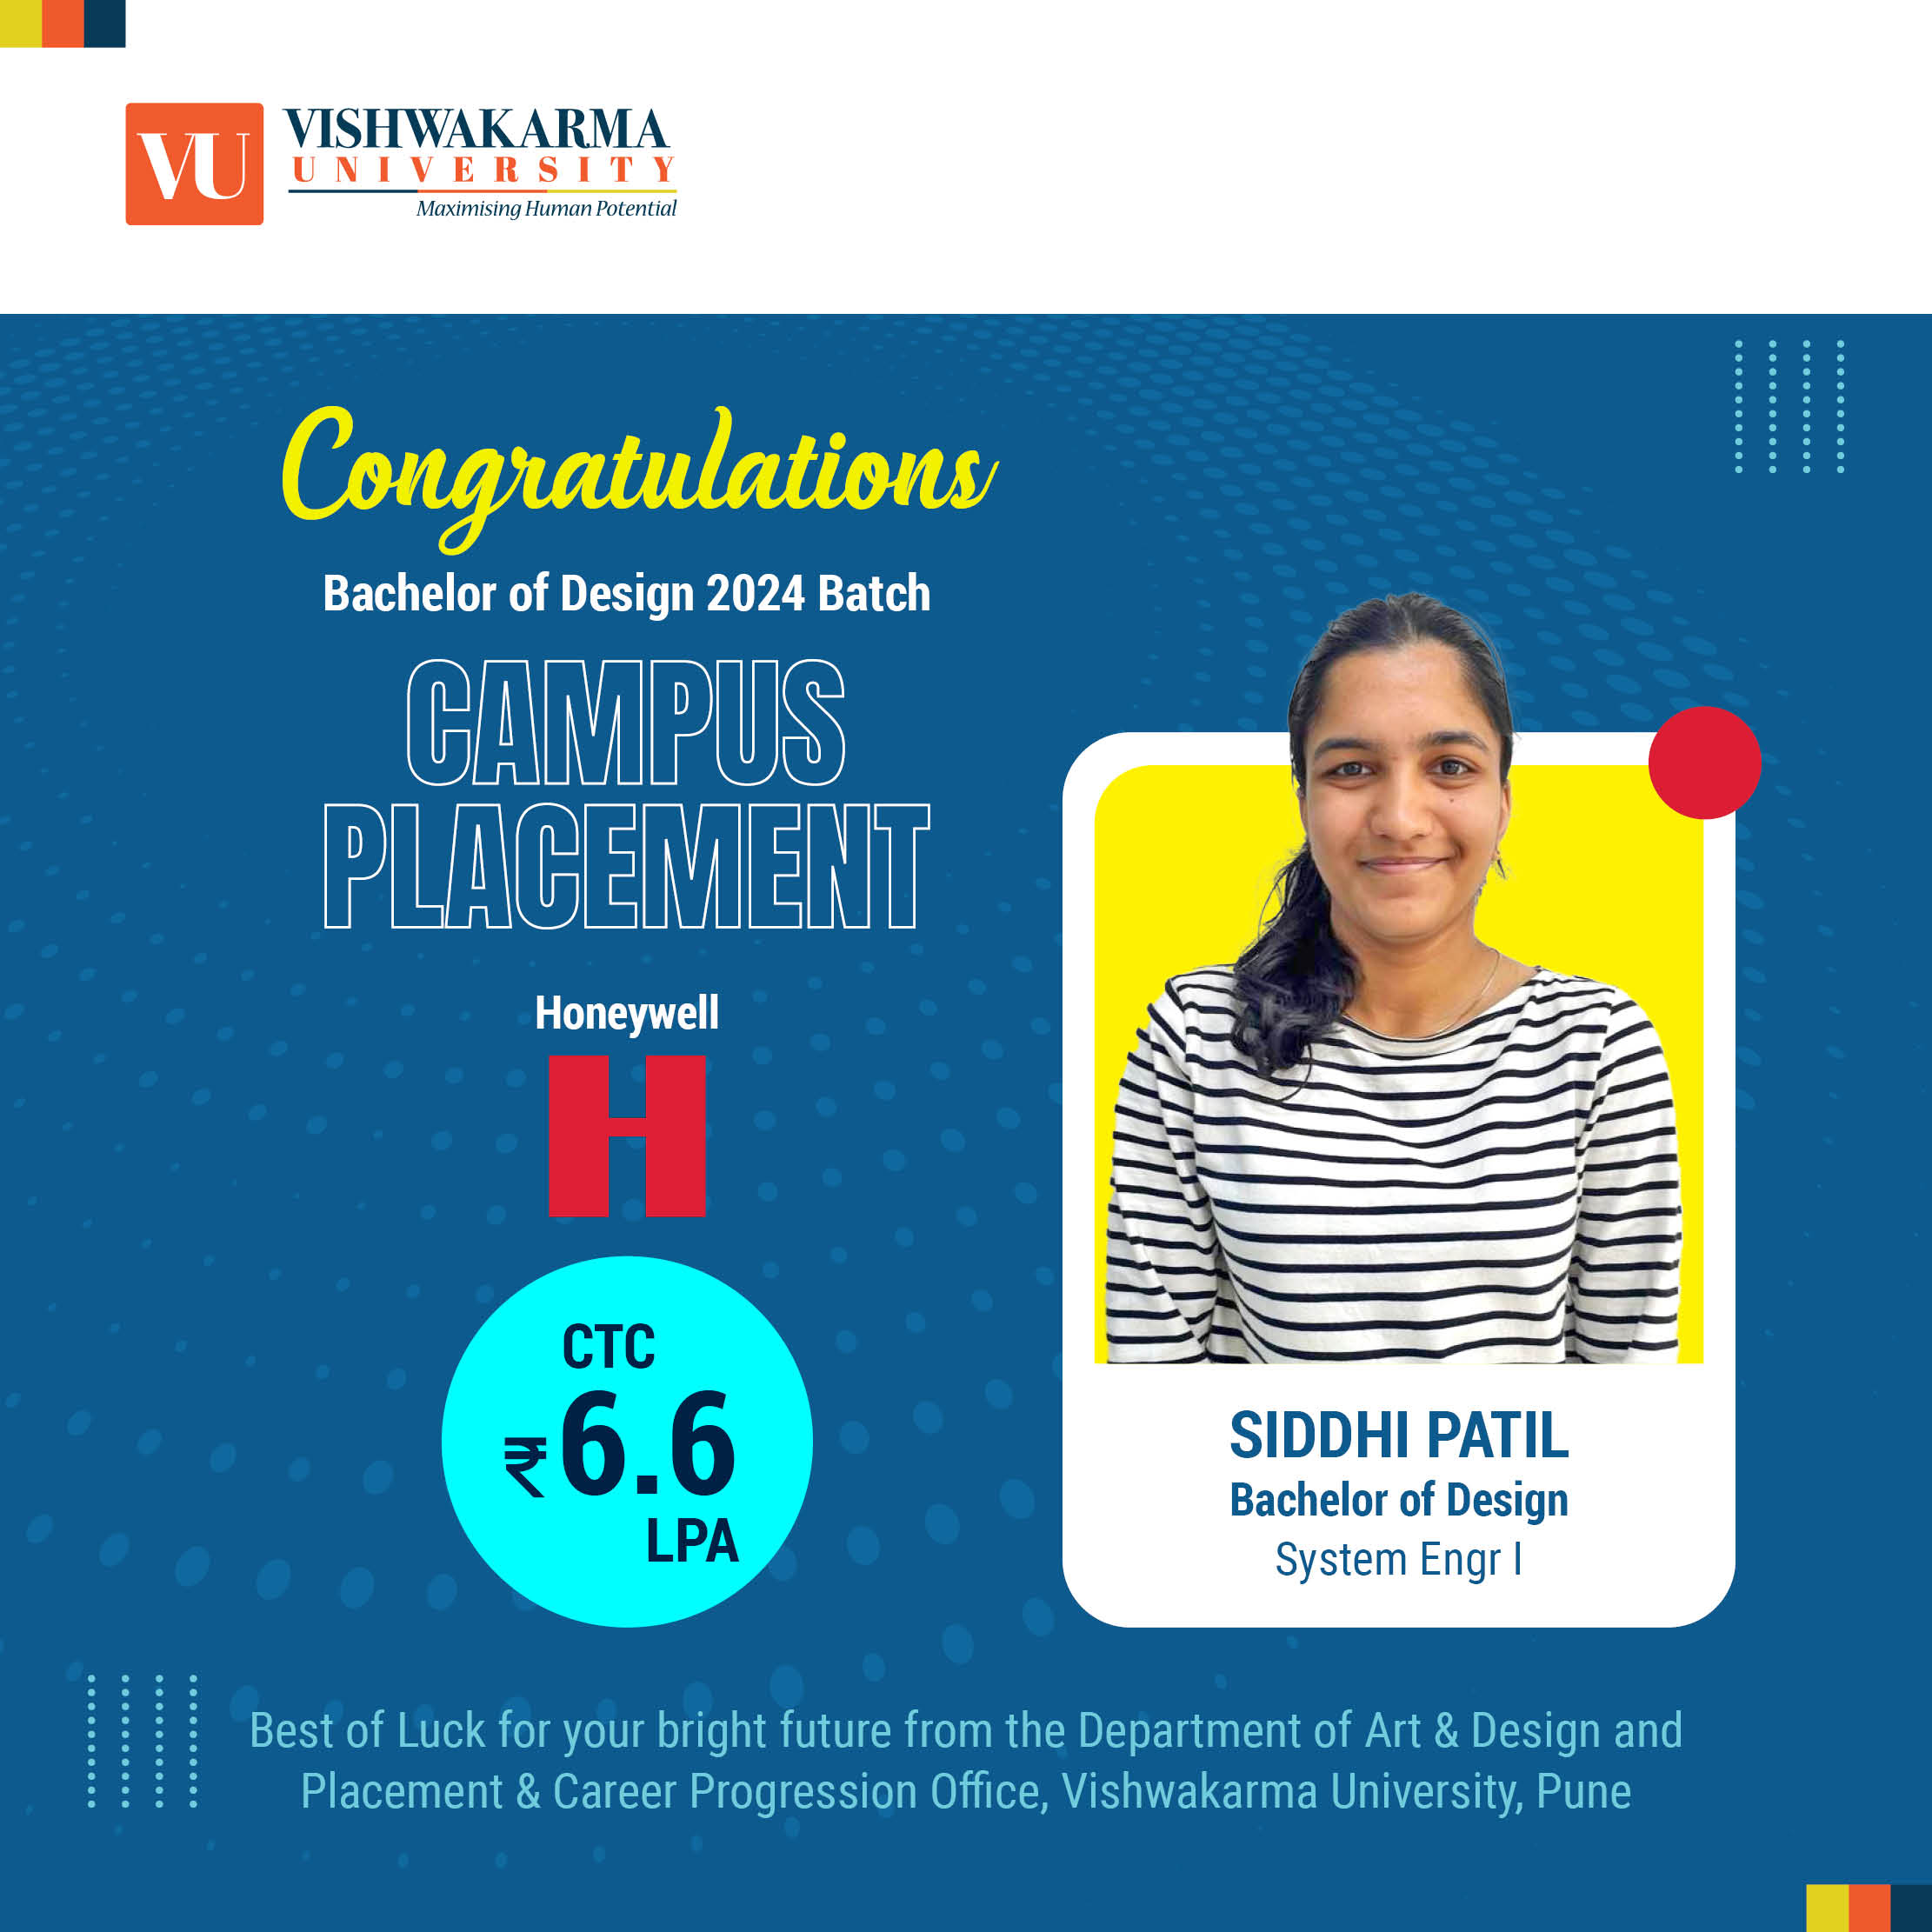 VU
VISHWAKARMA
UNIVERSITY
Maximising Human Potential
Congratulations
Bachelor of Design 2024 Batch
CAMPUS
PLACEMENT
Honeywell
H
CTC
₹6.6
LPA
SIDDHI PATIL
Bachelor of Design
System Engr I
Best of Luck for your bright future from the Department of Art & Design and
Placement & Career Progression Office, Vishwakarma University, Pune